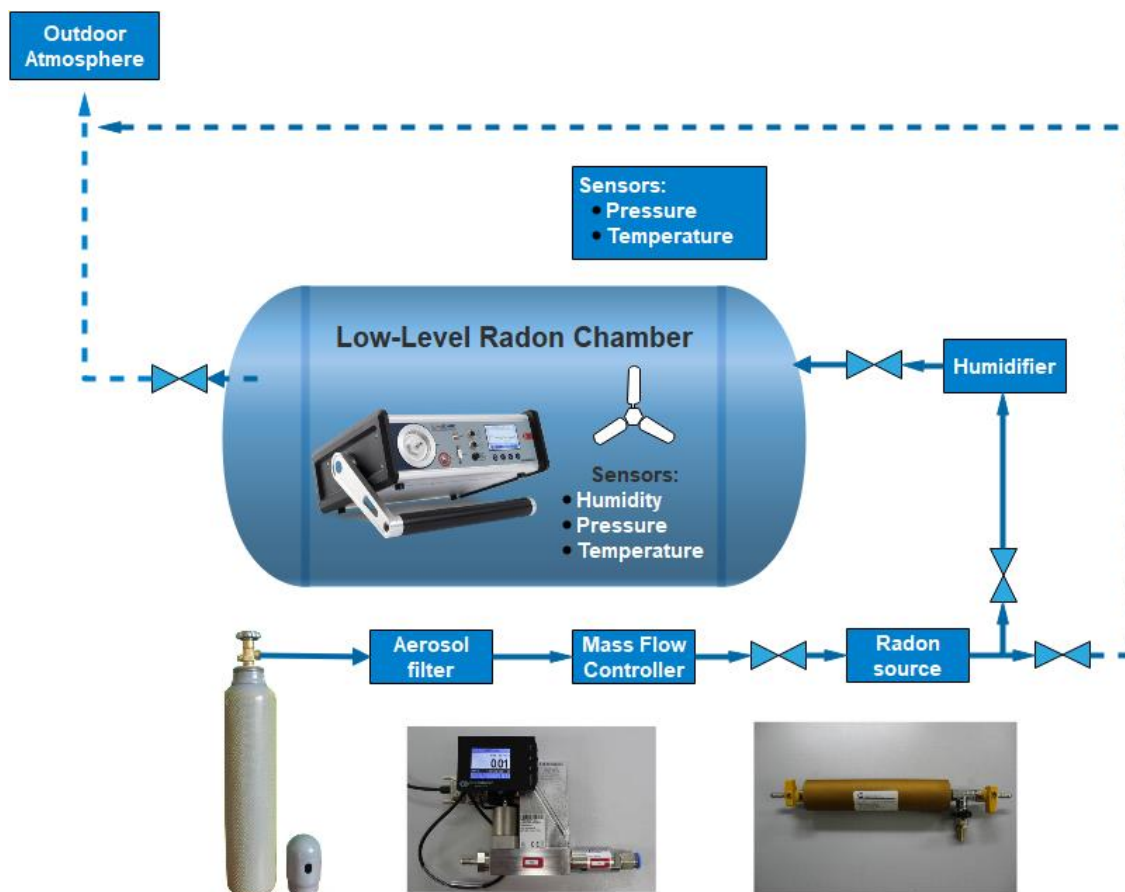 Outdoor
Atmosphere
Sensors:
Pressure
Temperature
Low-Level Radon Chamber
Humidifier
Sensors:
Humidity
Pressure
Temperature
Aerosol
filter
Mass Flow
Controller
Radon
source
0.01